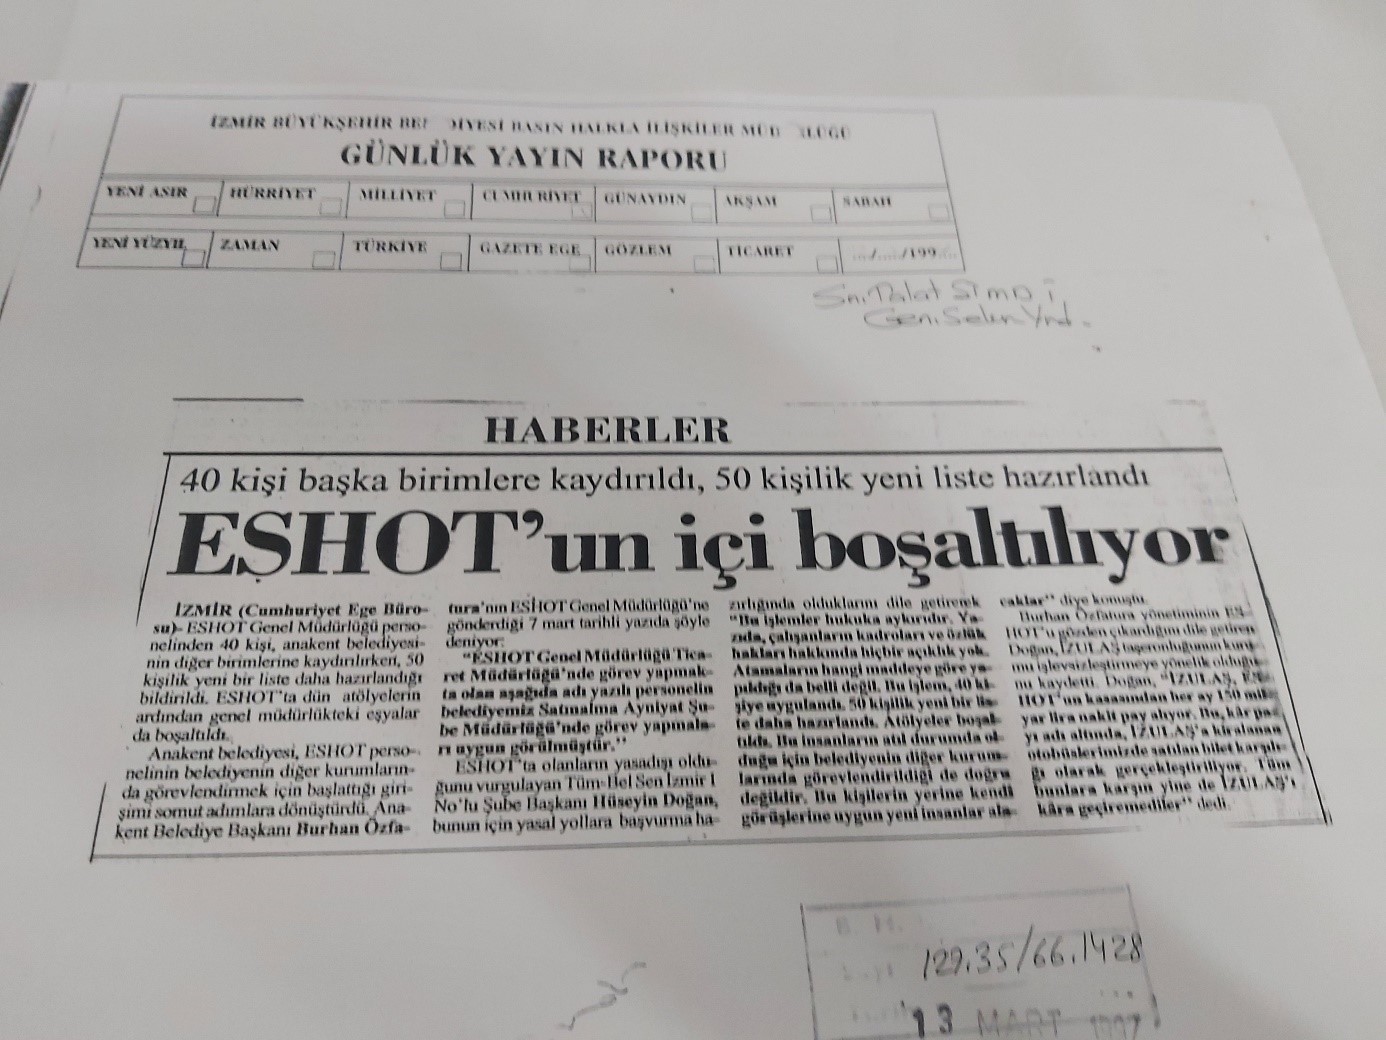 İZMİR BÜYÜKŞEHİR BE DİYESİ BASIN HALKLA İLİŞKİLER MÜD LÜĞÜ
GÜNLÜK YAYIN RAPORU
YENİ ASIR HÜRRİYET MİLLİYET CUMHURİYET GÜNAYDIN AKŞAM SABAH
YENİ YÜZYIL ZAMAN TÜRKİYE GAZETE EGE GÖZLEM TİCARET .../.../199...
HABERLER
40 kişi başka birimlere kaydırıldı, 50 kişilik yeni liste hazırlandı
ESHOT'un içi boşaltılıyor
İZMİR (Cumhuriyet Ege Büro-
su)- ESHOT Genel Müdürlüğü perso-
nelinden 40 kişi, anakent belediyesi-
nin diğer birimlerine kaydırılırken, 50
kişilik yeni bir liste daha hazırlandığı
bildirildi. ESHOT'ta dün atölyelerin
ardından genel müdürlükteki eşyalar
da boşaltıldı.
Anakent belediyesi, ESHOT perso-
nelinin belediyenin diğer kurumların-
da görevlendirmek için başlattığı giri-
şimi somut adımlara dönüştürdü. Ana-
kent Belediye Başkanı Burhan Özfa-
tura'nın ESHOT Genel Müdürlüğü'ne
gönderdiği 7 mart tarihli yazıda şöyle
deniyor:
"ESHOT Genel Müdürlüğü Tica-
ret Müdürlüğü'nde görev yapmak-
ta olan aşağıda adı yazılı personelin
belediyemiz Satınalma Ayniyat Şu-
be Müdürlüğü'nde görev yapmala-
rı uygun görülmüştür."
ESHOT'ta olanların yasadışı oldu-
ğunu vurgulayan Tüm-Bel Sen İzmir 1
No'lu Şube Başkanı Hüseyin Doğan,
bunun için yasal yollara başvurma ha-
zırlığında olduklarını dile getirerek
"Bu işlemler hukuka aykırıdır. Ya-
zıda, çalışanların kadroları ve özlük
hakları hakkında hiçbir açıklık yok.
Atamaların hangi maddeye göre ya-
pıldığı da belli değil. Bu işlem, 40 ki-
şiye uygulandı. 50 kişilik yeni bir lis-
te daha hazırlandı. Atölyeler boşal-
tıldı. Bu insanların atıl durumda ol-
duğu için belediyenin diğer kurum-
larında görevlendirildiği de doğru
değildir. Bu kişilerin yerine kendi
görüşlerine uygun yeni insanlar ala-
caklar" diye konuştu.
Burhan Özfatura yönetiminin ES-
HOT'u gözden çıkardığını dile getiren
Doğan, İZULAŞ taşeronluğunun kuru-
mu işlevsizleştirmeye yönelik olduğu-
nu kaydetti. Doğan, "İZULAŞ, ES-
HOT'un kasasından her ay 150 mil-
yar lira nakit pay alıyor. Bu, kâr pa-
yı adı altında, İZULAŞ'a kiralanan
otobüslerimizde satılan bilet karşılı-
ğı olarak gerçekleştiriliyor. Tüm
bunlara karşın yine de İZULAŞ'ı
kâra geçiremediler" dedi.
129.35/66.1428
13 MART 1997